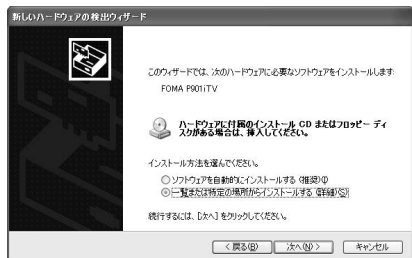 新しいハードウェアの検出ウィザード
このウィザードでは、次のハードウェアに必要なソフトウェアをインストールします:
FOMA P901iTV
ハードウェアに付属のインストール CD またはフロッピー ディ
スクがある場合は、挿入してください。
インストール方法を選んでください。
ソフトウェアを自動的にインストールする (推奨)(I)
一覧または特定の場所からインストールする (詳細)(S)
続行するには、[次へ] をクリックしてください。
< 戻る(B)
次へ(N) >
キャンセル